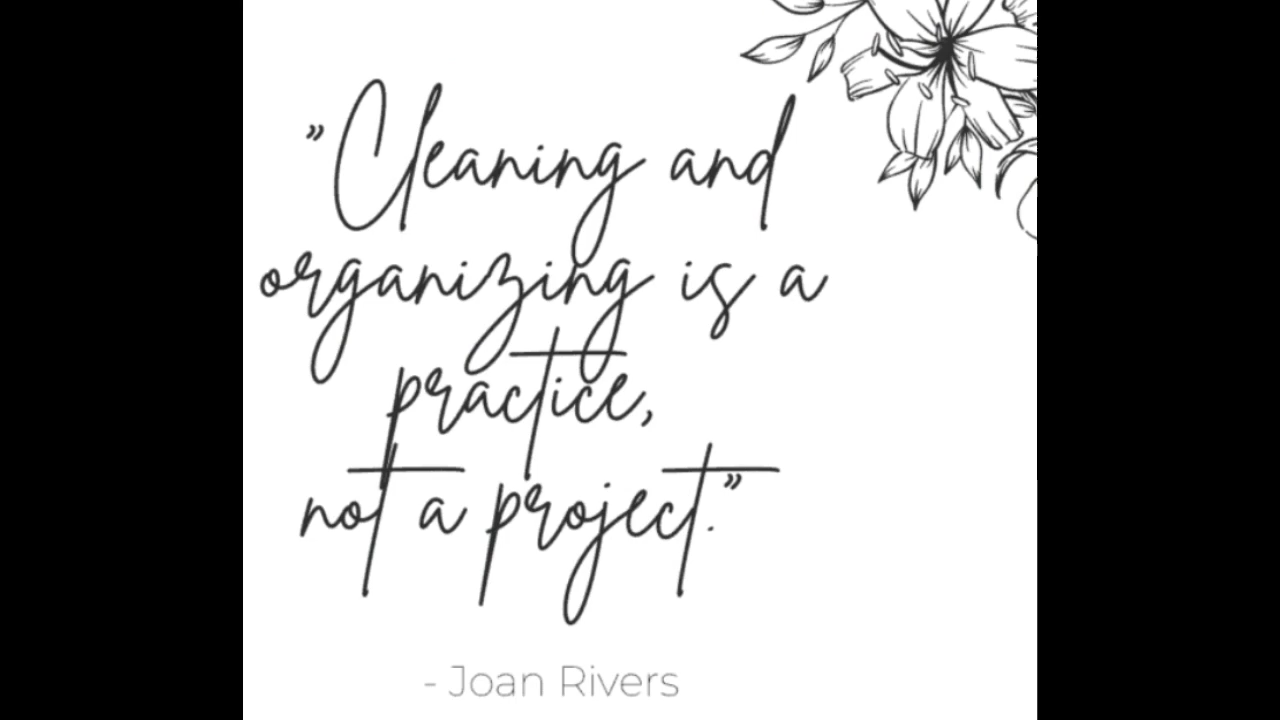 ”Cleaning and
organizing is a
practice,
not a project.”
- Joan Rivers